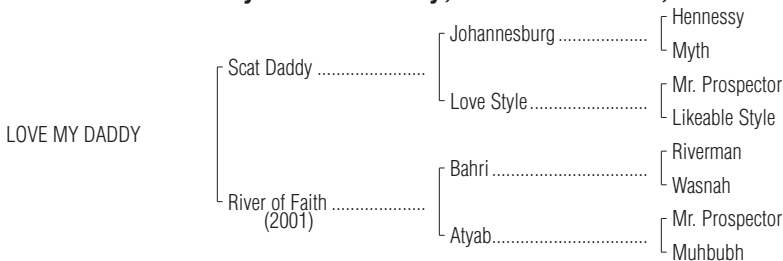 Hennessy
Johannesburg ...................
Myth
Scat Daddy .......................
Mr. Prospector
Love Style.........................
Likeable Style
LOVE MY DADDY
Riverman
Bahri.................................
Wasnah
River of Faith ....................
(2001)
Mr. Prospector
Atyab.................................
Muhbubh